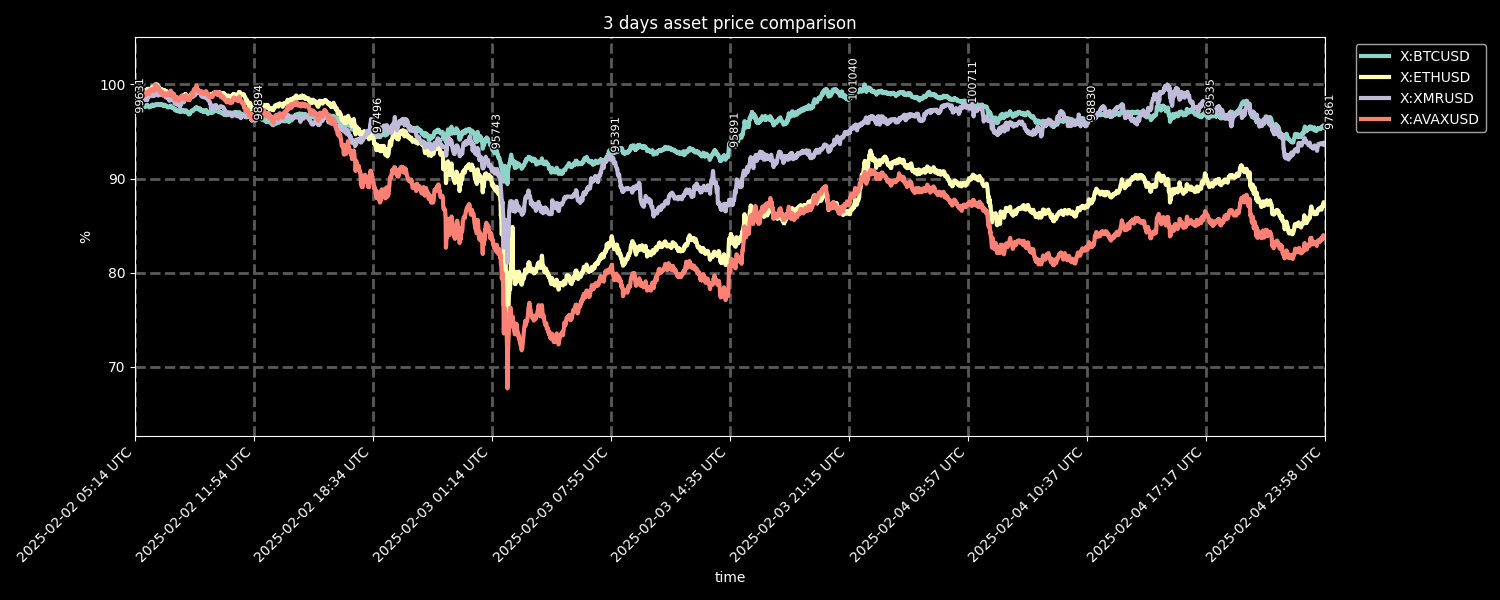 3 days asset price comparison
X:BTCUSD
X:ETHUSD
X:XMRUSD
X:AVAXUSD
100
90
80
70
%
98894
97496
95743
95391
95891
101040
100711
98830
99535
97861
2025-02-02 05:14 UTC
2025-02-02 11:54 UTC
2025-02-02 18:34 UTC
2025-02-03 01:14 UTC
2025-02-03 07:55 UTC
2025-02-03 14:35 UTC
2025-02-03 21:15 UTC
2025-02-04 03:57 UTC
2025-02-04 10:37 UTC
2025-02-04 17:17 UTC
2025-02-04 23:58 UTC
time